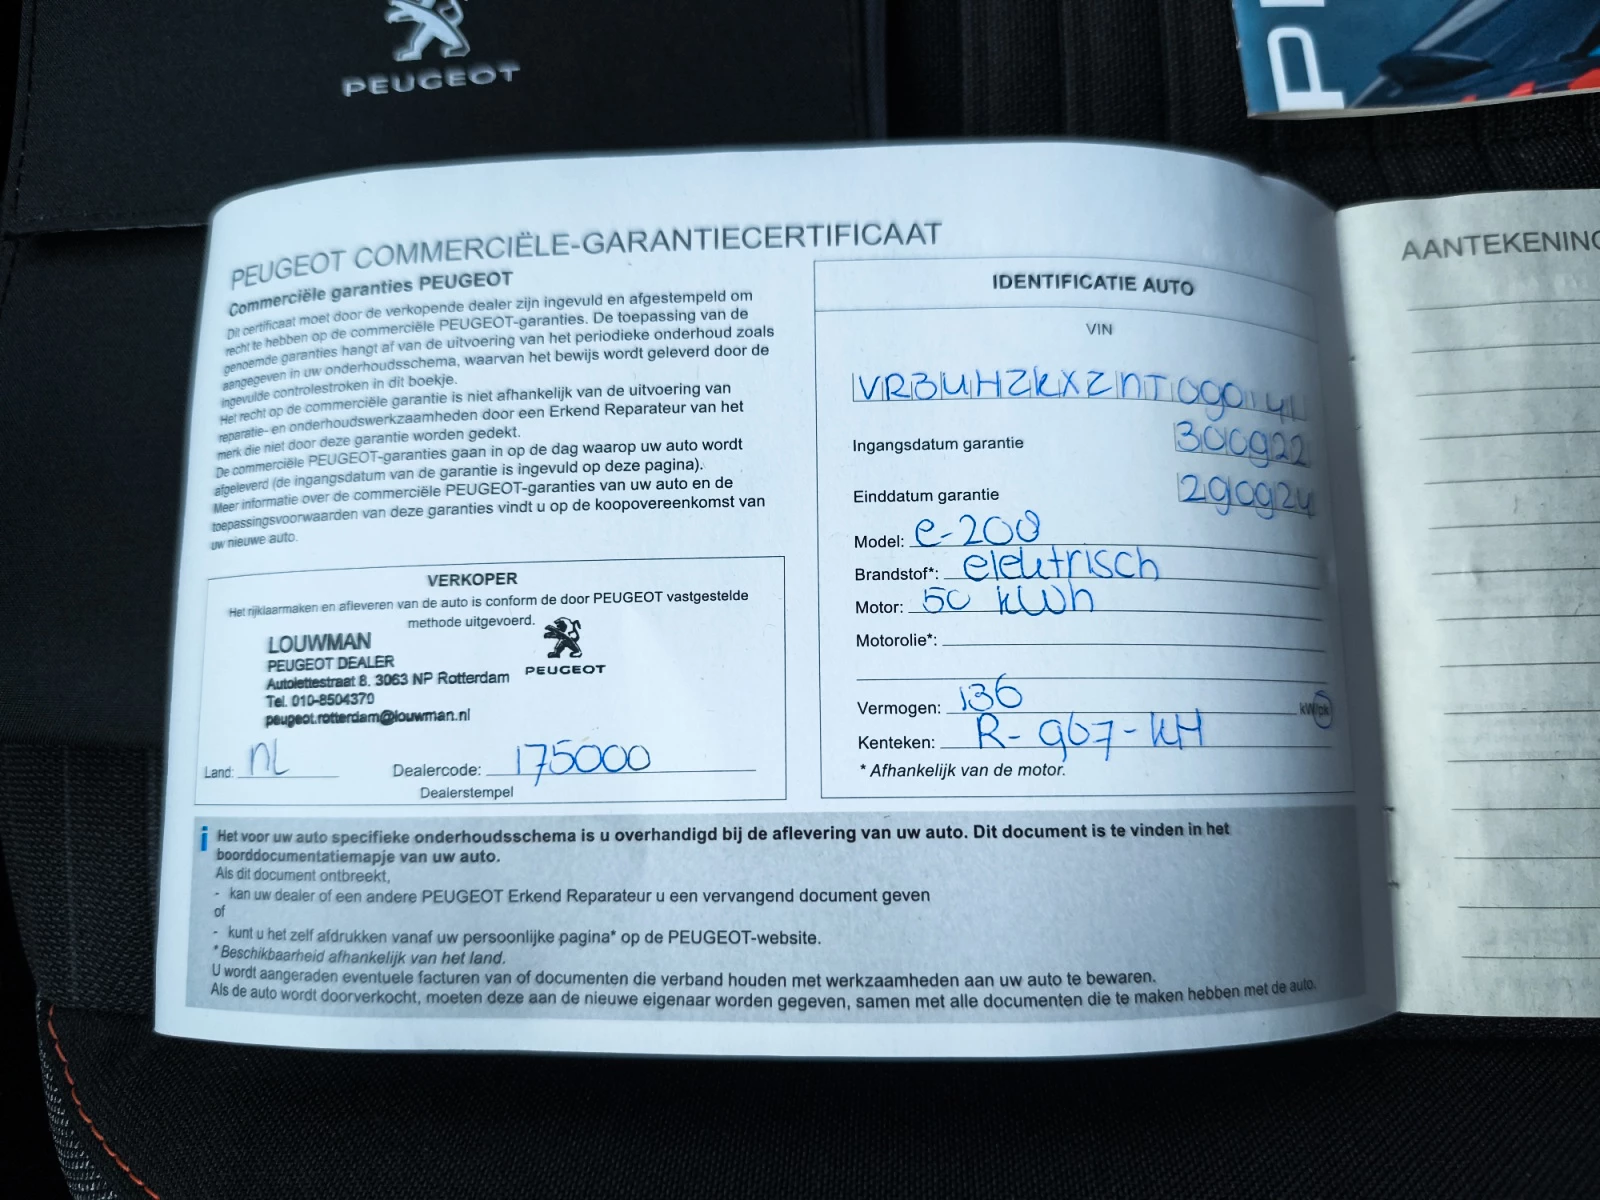 PEUGEOT
P
PEUGEOT COMMERCIËLE-GARANTIECERTIFICAAT
Commerciële garanties PEUGEOT
Dit certificaat moet door de verkopende dealer zijn ingevuld en afgestempeld om
recht te hebben op de commerciële PEUGEOT-garanties. De toepassing van de
genoemde garanties hangt af van de uitvoering van het periodieke onderhoud zoals
aangegeven in uw onderhoudsschema, waarvan het bewijs wordt geleverd door de
ingevulde controlestroken in dit boekje.
Het recht op de commerciële garantie is niet afhankelijk van de uitvoering van
reparatie- en onderhoudswerkzaamheden door een Erkend Reparateur van het
merk die niet door deze garantie worden gedekt.
De commerciële PEUGEOT-garanties gaan in op de dag waarop uw auto wordt
afgeleverd (de ingangsdatum van de garantie is ingevuld op deze pagina).
Meer informatie over de commerciële PEUGEOT-garanties van uw auto en de
toepassingsvoorwaarden van deze garanties vindt u op de koopovereenkomst van
uw nieuwe auto.
VERKOPER
Het rijklaarmaken en afleveren van de auto is conform de door PEUGEOT vastgestelde
methode uitgevoerd.
LOUWMAN
PEUGEOT DEALER
Autolettestraat 8, 3063 NP Rotterdam
Tel. 010-8504370
peugeot.rotterdam@louwman.nl
PEUGEOT
Land: NL
Dealercode: 175000
Dealerstempel
IDENTIFICATIE AUTO
VIN
VR3UHZKXZNT090141
Ingangsdatum garantie 300922
Einddatum garantie 290924
Model: e-208
Brandstof*: elektrisch
Motor: 50 kWh
Motorolie*:
Vermogen: 136 kW/pk
Kenteken: R-967-KH
* Afhankelijk van de motor.
i Het voor uw auto specifieke onderhoudsschema is u overhandigd bij de aflevering van uw auto. Dit document is te vinden in het
boorddocumentatiemapje van uw auto.
Als dit document ontbreekt,
- kan uw dealer of een andere PEUGEOT Erkend Reparateur u een vervangend document geven
of
- kunt u het zelf afdrukken vanaf uw persoonlijke pagina* op de PEUGEOT-website.
* Beschikbaarheid afhankelijk van het land.
U wordt aangeraden eventuele facturen van of documenten die verband houden met werkzaamheden aan uw auto te bewaren.
Als de auto wordt doorverkocht, moeten deze aan de nieuwe eigenaar worden gegeven, samen met alle documenten die te maken hebben met de auto.
AANTEKENING